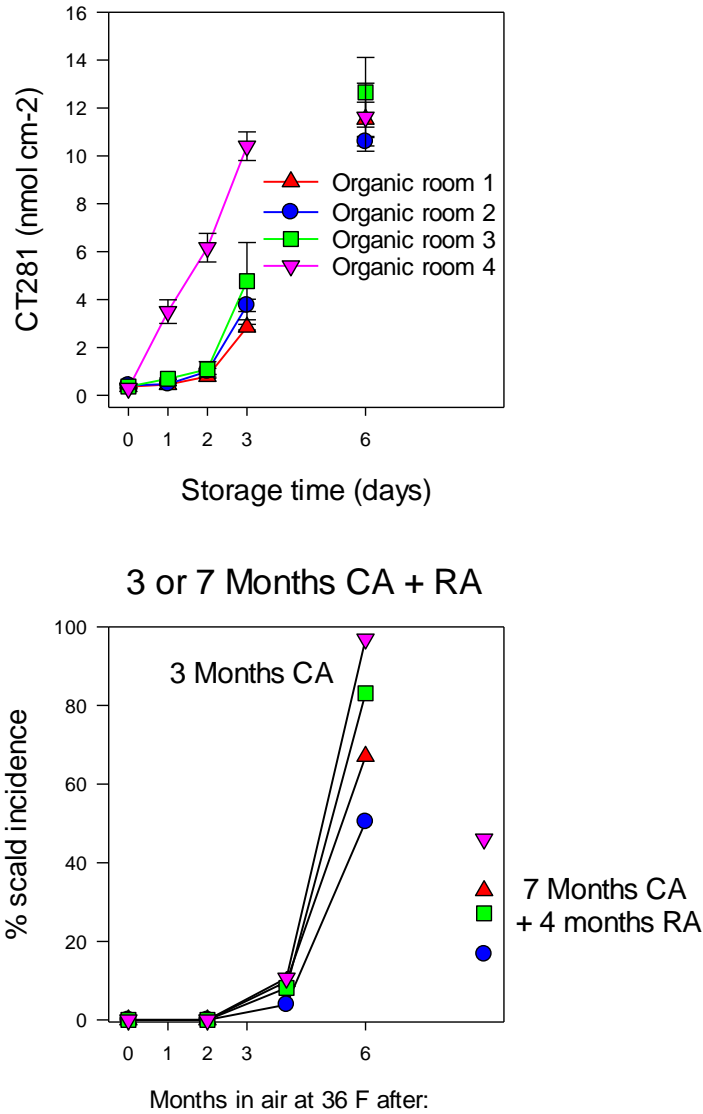 16
14
12
10
8
6
4
2
0
CT281 (nmol cm-2)
Organic room 1
Organic room 2
Organic room 3
Organic room 4
0 1 2 3 6
Storage time (days)
3 or 7 Months CA + RA
100
80
60
40
20
0
% scald incidence
3 Months CA
7 Months CA
+ 4 months RA
0 1 2 3 6
Months in air at 36 F after: